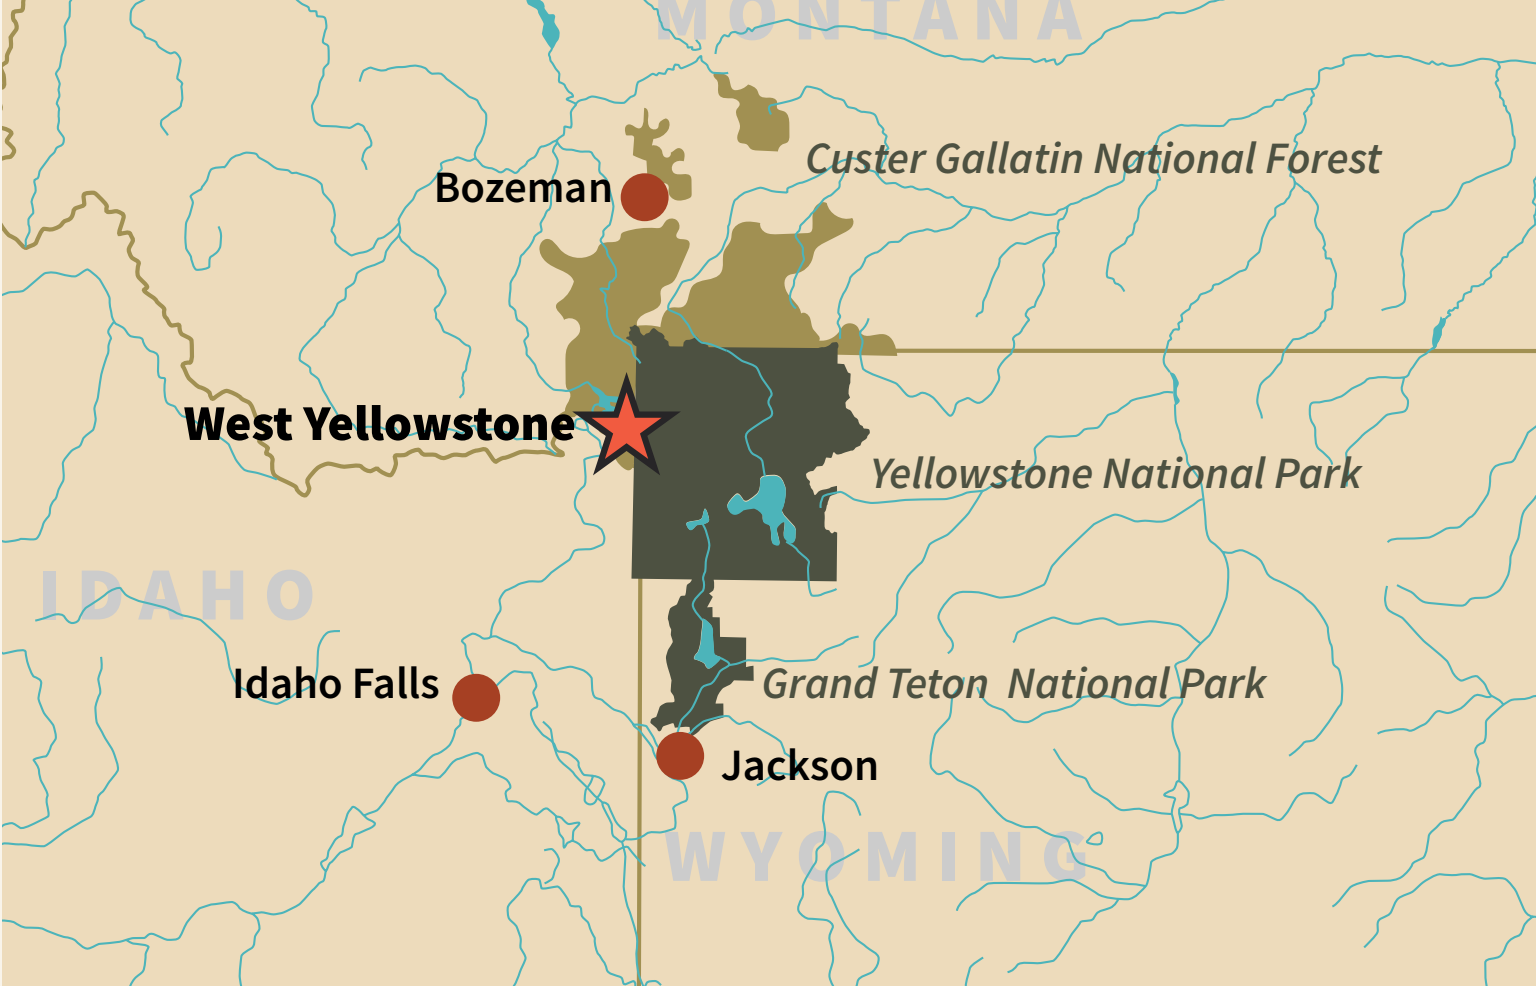 MONTANA
Custer Gallatin National Forest
Bozeman
West Yellowstone
Yellowstone National Park
IDAHO
Idaho Falls
Grand Teton National Park
Jackson
WYOMING